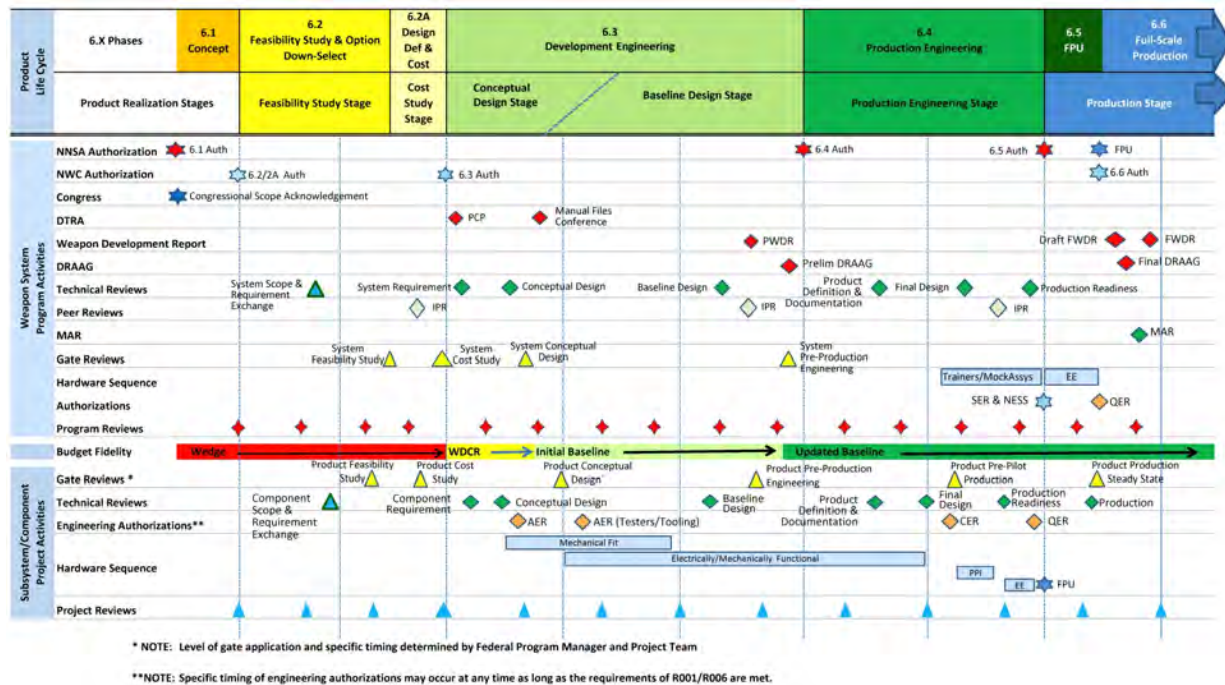 Product
Life Cycle
6.X Phases
6.1
Concept
6.2
Feasibility Study & Option
Down-Select
6.2A
Design
Def &
Cost
6.3
Development Engineering
6.4
Production Engineering
6.5
FPU
6.6
Full-Scale
Production
Product Realization Stages
Feasibility Study Stage
Cost
Study
Stage
Conceptual
Design Stage
Baseline Design Stage
Production Engineering Stage
Production Stage
Weapon System
Program Activities
NNSA Authorization
6.1 Auth
6.4 Auth
6.5 Auth
FPU
NWC Authorization
6.2/2A Auth
6.3 Auth
6.6 Auth
Congress
Congressional Scope Acknowledgement
DTRA
PCP
Manual Files
Conference
Weapon Development Report
PWDR
Draft FWDR
FWDR
DRAAG
Prelim DRAAG
Final DRAAG
Technical Reviews
System Scope &
Requirement
Exchange
System Requirement
Conceptual Design
Baseline Design
Product
Definition &
Documentation
Final Design
Production Readiness
Peer Reviews
IPR
IPR
IPR
MAR
MAR
Gate Reviews
System
Feasibility Study
System
Cost Study
System Conceptual
Design
System
Pre-Production
Engineering
Hardware Sequence
Trainers/MockAssys
EE
Authorizations
SER & NESS
QER
Program Reviews
Budget Fidelity
Wedge
WDCR
Initial Baseline
Updated Baseline
Subsystem/Component
Project Activities
Gate Reviews *
Product Feasibility
Study
Product Cost
Study
Product Conceptual
Design
Product Pre-Production
Engineering
Product Pre-Pilot
Production
Product Production
Steady State
Technical Reviews
Component
Scope &
Requirement
Exchange
Component
Requirement
Conceptual Design
Baseline
Design
Product
Definition &
Documentation
Final
Design
Production
Readiness
Production
Engineering Authorizations**
AER
AER (Testers/Tooling)
CER
QER
Hardware Sequence
Mechanical Fit
Electrically/Mechanically Functional
PPI
EE
FPU
Project Reviews
* NOTE: Level of gate application and specific timing determined by Federal Program Manager and Project Team
**NOTE: Specific timing of engineering authorizations may occur at any time as long as the requirements of R001/R006 are met.